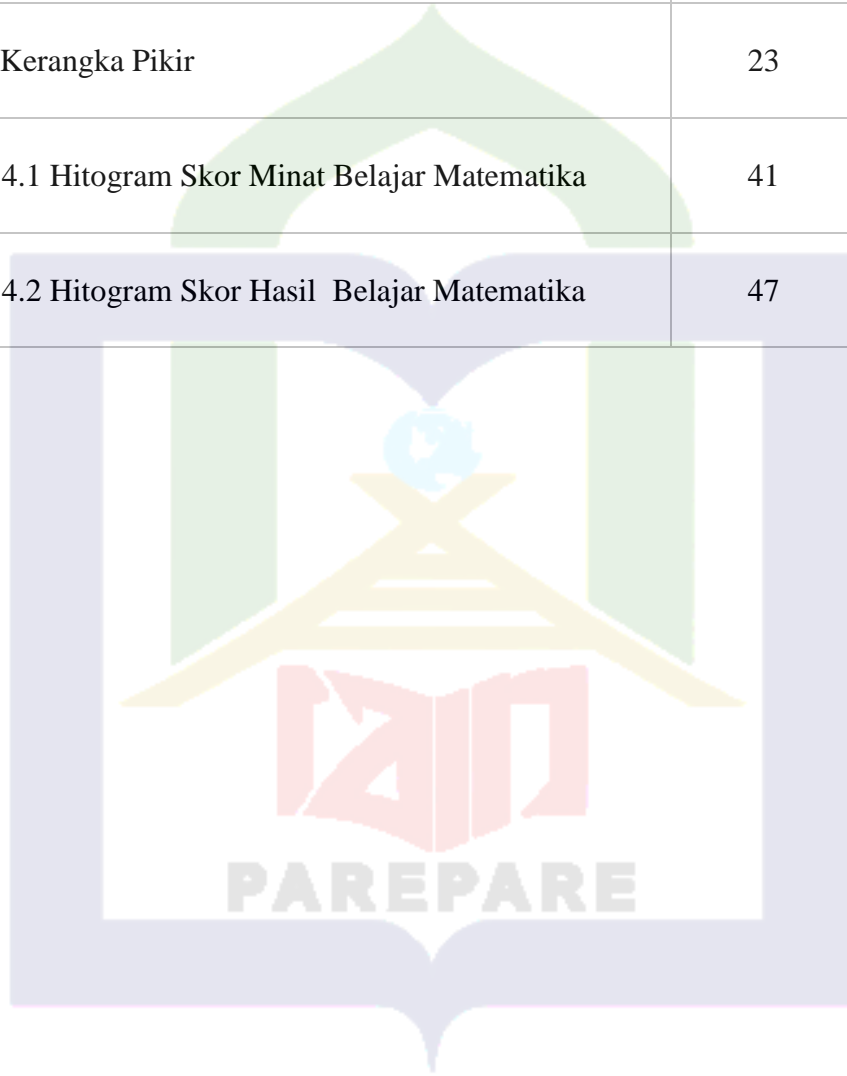 Kerangka Pikir 23
4.1 Hitogram Skor Minat Belajar Matematika 41
4.2 Hitogram Skor Hasil  Belajar Matematika 47
iain
PAREPARE